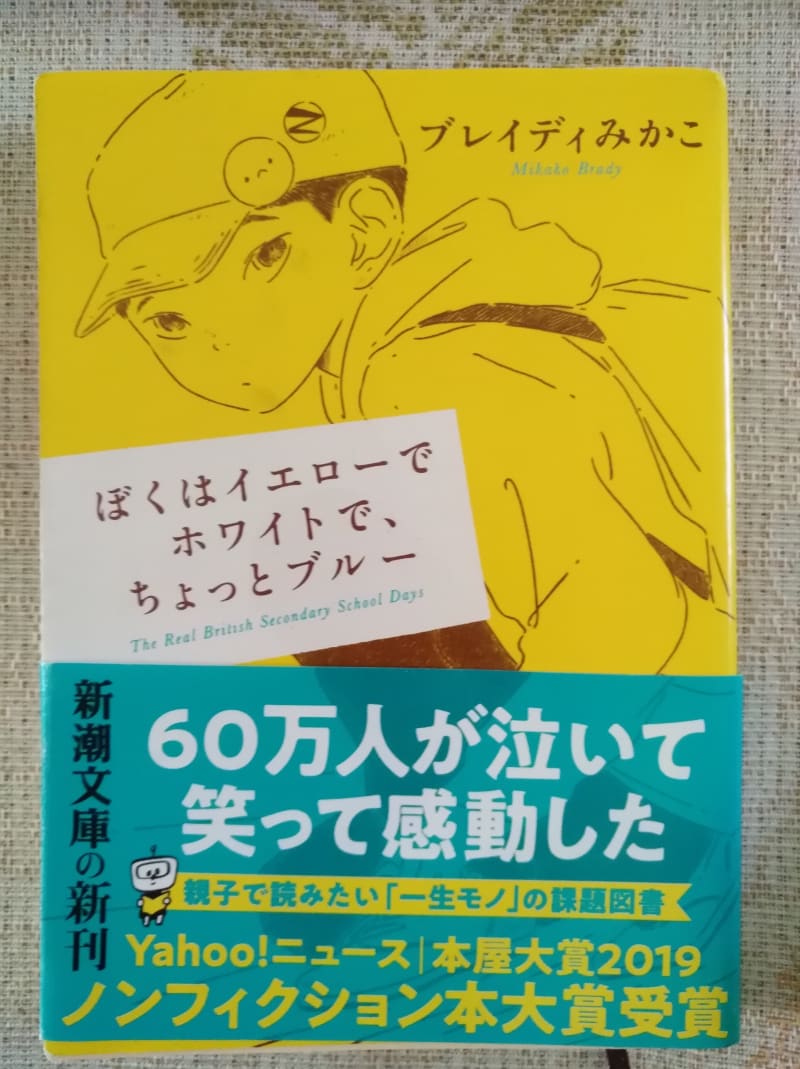 ブレイディみかこ
Mikako Brady
ぼくはイエローで
ホワイトで、
ちょっとブルー
The Real British Secondary School Days
新潮文庫の新刊
60万人が泣いて
笑って感動した
親子で読みたい「一生モノ」の課題図書
Yahoo!ニュース|本屋大賞2019
ノンフィクション本大賞受賞